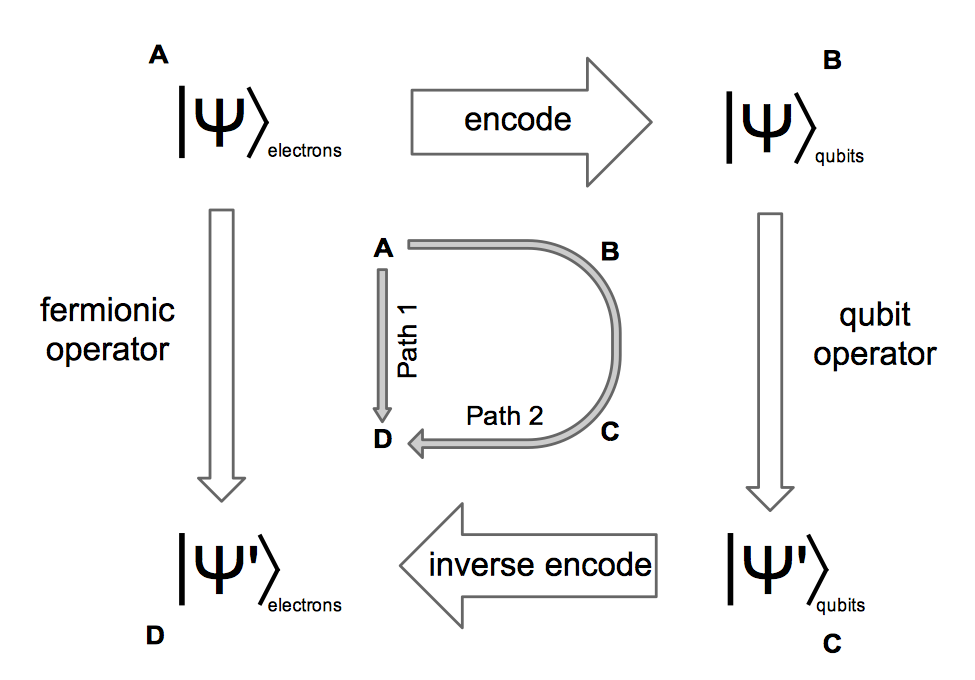 A
B
|Ψ⟩electrons
encode
|Ψ⟩qubits
A
B
fermionic
operator
Path 1
qubit
operator
Path 2
D
C
|Ψ'⟩electrons
inverse encode
|Ψ'⟩qubits
D
C